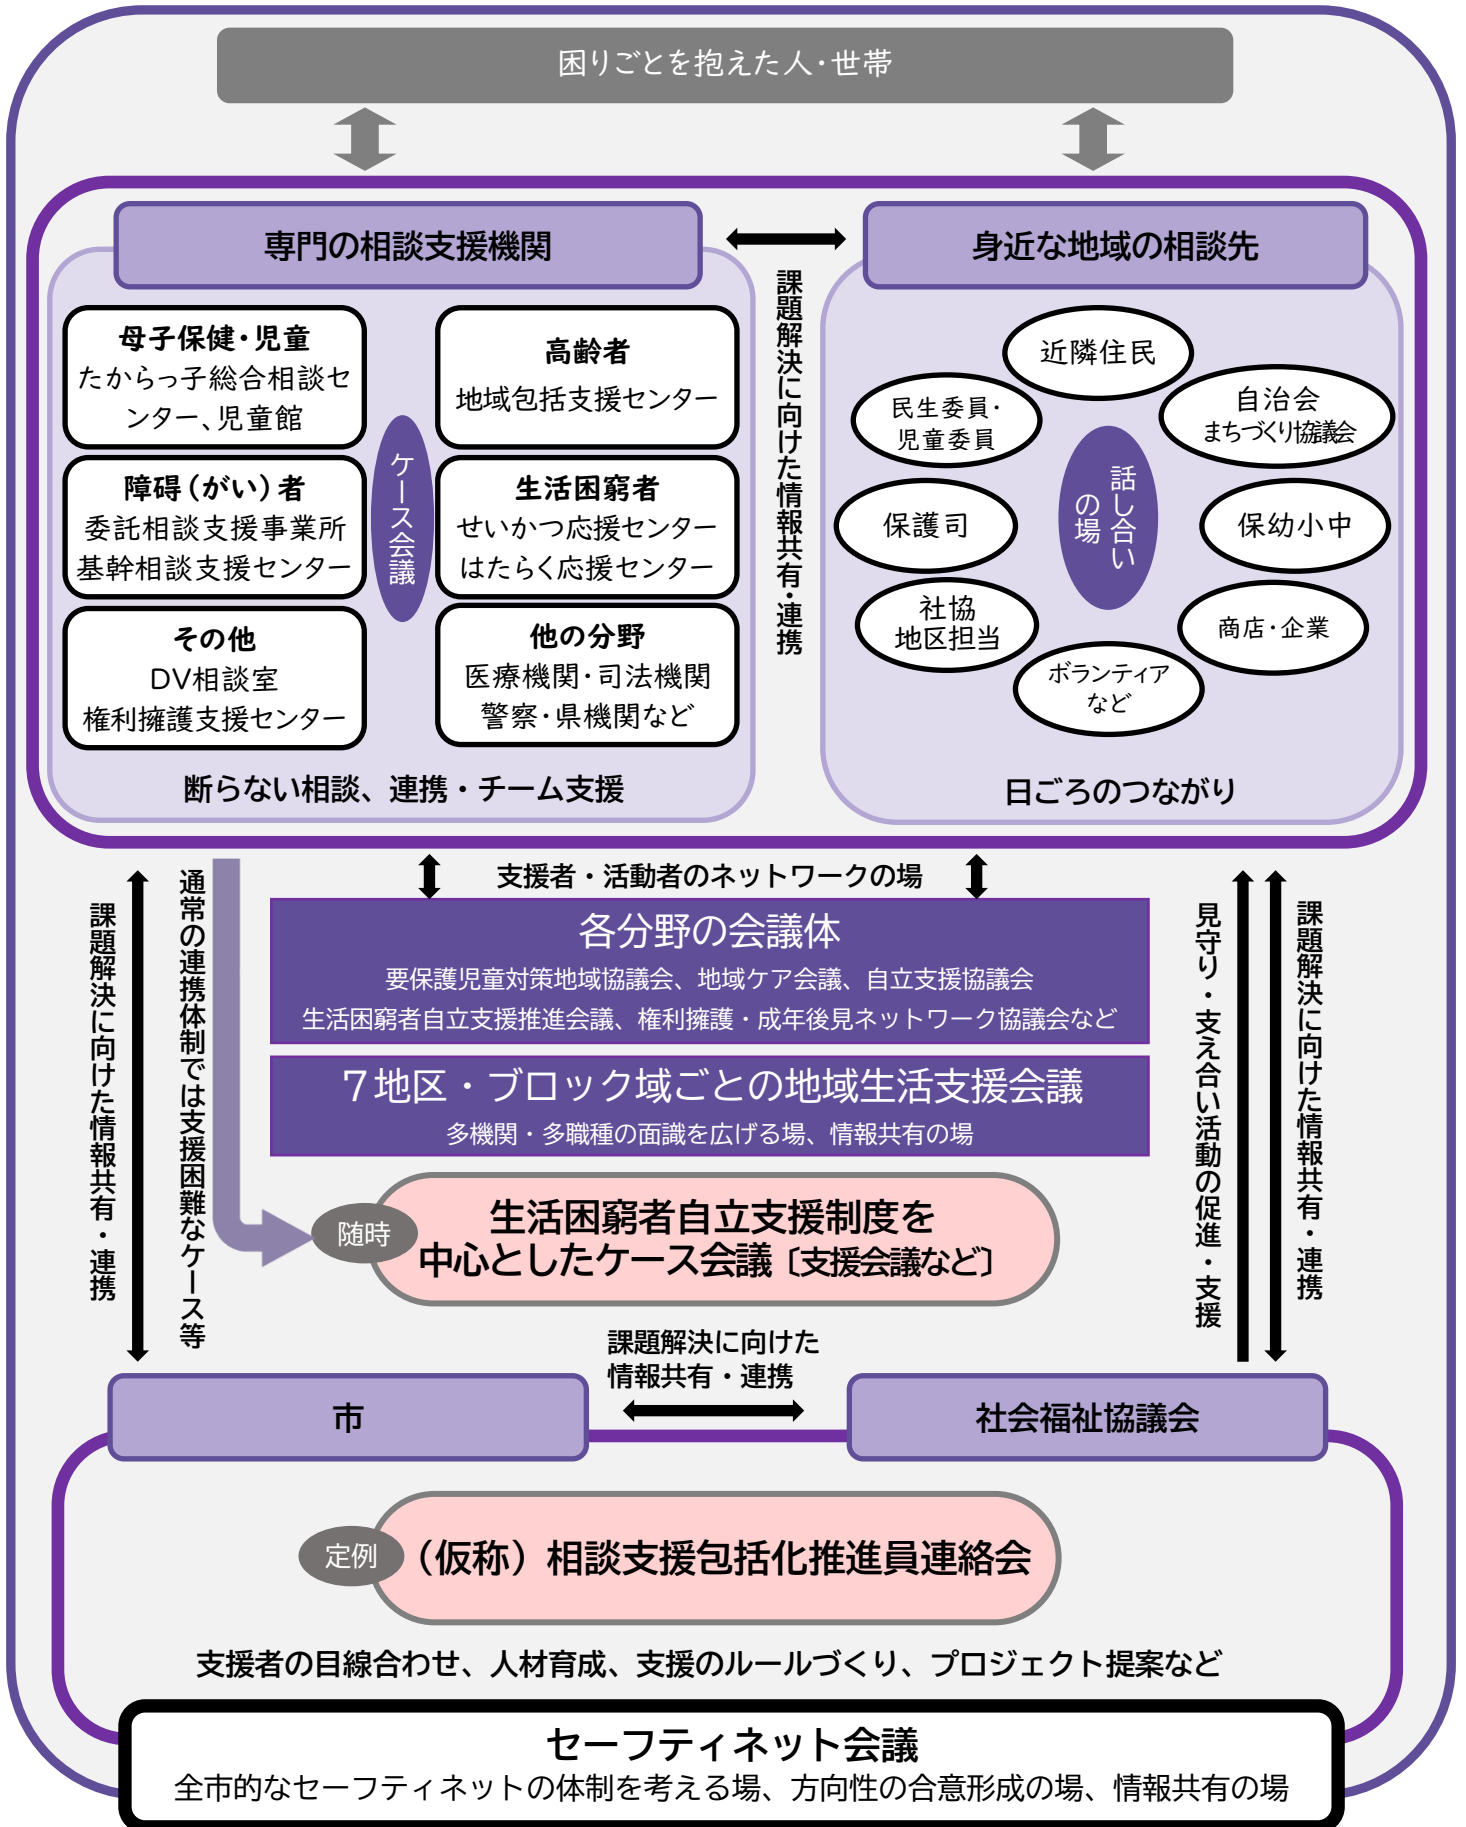 困りごとを抱えた人・世帯
専門の相談支援機関
母子保健・児童
たからっ子総合相談セ
ンター、児童館
高齢者
地域包括支援センター
障碍（がい）者
委託相談支援事業所
基幹相談支援センター
生活困窮者
せいかつ応援センター
はたらく応援センター
その他
DV相談室
権利擁護支援センター
他の分野
医療機関・司法機関
警察・県機関など
ケース会議
断らない相談、連携・チーム支援
課題解決に向けた情報共有・連携
身近な地域の相談先
近隣住民
民生委員・
児童委員
自治会
まちづくり協議会
保護司
話し合い
の場
保幼小中
社協
地区担当
商店・企業
ボランティア
など
日ごろのつながり
課題解決に向けた情報共有・連携
通常の連携体制では支援困難なケース等
支援者・活動者のネットワークの場
各分野の会議体
要保護児童対策地域協議会、地域ケア会議、自立支援協議会
生活困窮者自立支援推進会議、権利擁護・成年後見ネットワーク協議会など
７地区・ブロック域ごとの地域生活支援会議
多機関・多職種の面識を広げる場、情報共有の場
見守り・支え合い活動の促進・支援
課題解決に向けた情報共有・連携
随時
生活困窮者自立支援制度を
中心としたケース会議〔支援会議など〕
課題解決に向けた
情報共有・連携
市
社会福祉協議会
定例
（仮称）相談支援包括化推進員連絡会
支援者の目線合わせ、人材育成、支援のルールづくり、プロジェクト提案など
セーフティネット会議
全市的なセーフティネットの体制を考える場、方向性の合意形成の場、情報共有の場